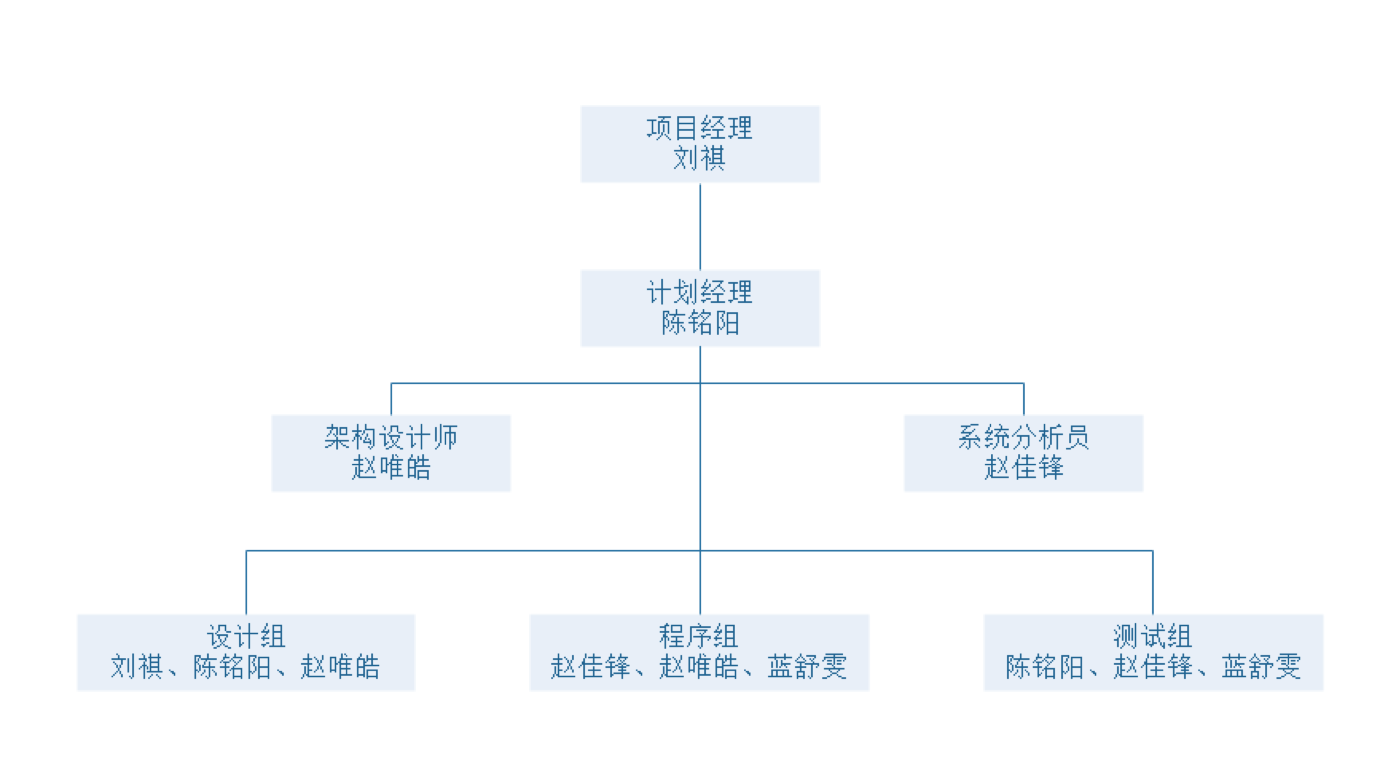 项目经理
刘祺
计划经理
陈铭阳
架构设计师
赵唯皓
系统分析员
赵佳锋
设计组
刘祺、陈铭阳、赵唯皓
程序组
赵佳锋、赵唯皓、蓝舒雯
测试组
陈铭阳、赵佳锋、蓝舒雯